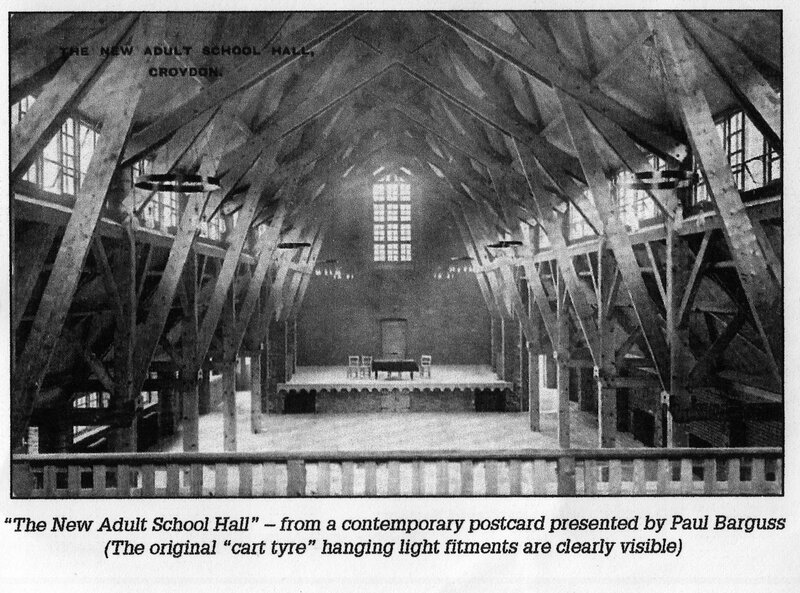 THE NEW ADULT SCHOOL HALL,
CROYDON.
“The New Adult School Hall” – from a contemporary postcard presented by Paul Barguss
(The original “cart tyre” hanging light fitments are clearly visible)